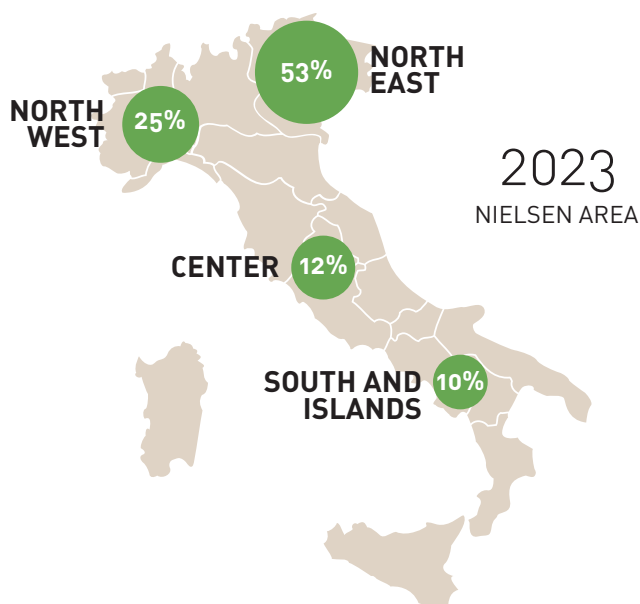 53%
NORTH
EAST
NORTH
WEST
25%
2023
NIELSEN AREA
CENTER
12%
SOUTH AND
ISLANDS
10%